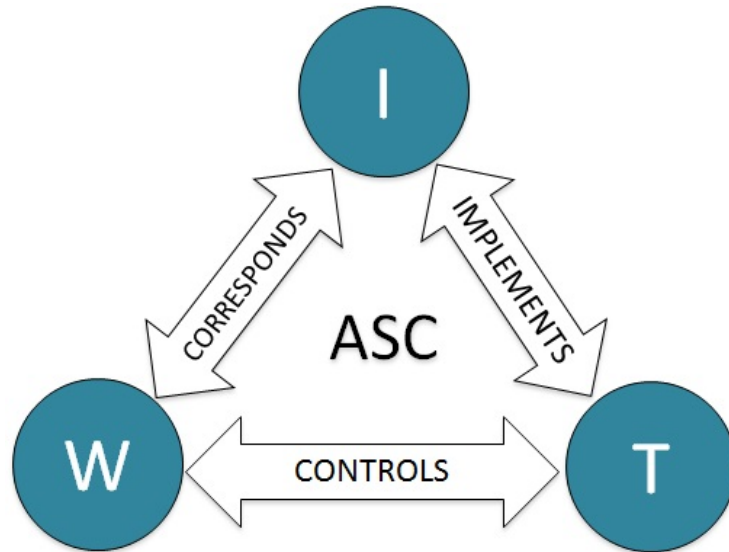 I
CORRESPONDS
IMPLEMENTS
ASC
W
CONTROLS
T